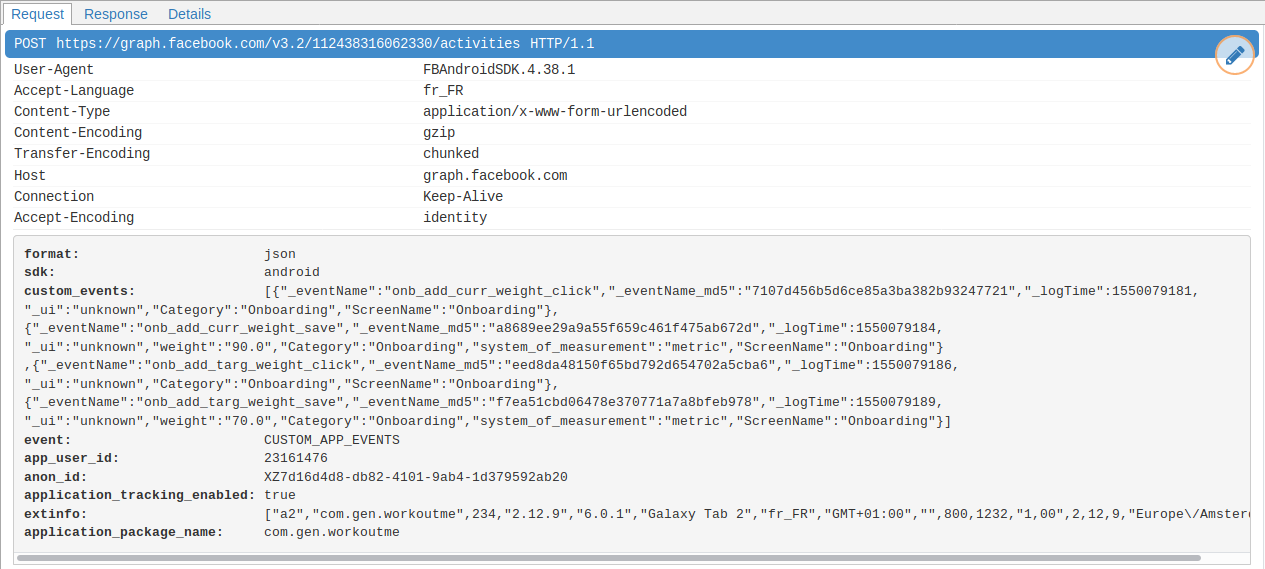 Request Response Details
POST https://graph.facebook.com/v3.2/112438316062330/activities HTTP/1.1
User-Agent FBAndroidSDK.4.38.1
Accept-Language fr_FR
Content-Type application/x-www-form-urlencoded
Content-Encoding gzip
Transfer-Encoding chunked
Host graph.facebook.com
Connection Keep-Alive
Accept-Encoding identity
format: json
sdk: android
custom_events: [{"_eventName":"onb_add_curr_weight_click","_eventName_md5":"7107d456b5d6ce85a3ba382b93247721","_logTime":1550079181,
"_ui":"unknown","Category":"Onboarding","ScreenName":"Onboarding"},
{"_eventName":"onb_add_curr_weight_save","_eventName_md5":"a8689ee29a9a55f659c461f475ab672d","_logTime":1550079184,
"_ui":"unknown","weight":"90.0","Category":"Onboarding","system_of_measurement":"metric","ScreenName":"Onboarding"}
,{"_eventName":"onb_add_targ_weight_click","_eventName_md5":"eed8da48150f65bd792d654702a5cba6","_logTime":1550079186,
"_ui":"unknown","Category":"Onboarding","ScreenName":"Onboarding"},
{"_eventName":"onb_add_targ_weight_save","_eventName_md5":"f7ea51cbd06478e370771a7a8bfeb978","_logTime":1550079189,
"_ui":"unknown","weight":"70.0","Category":"Onboarding","system_of_measurement":"metric","ScreenName":"Onboarding"}]
event: CUSTOM_APP_EVENTS
app_user_id: 23161476
anon_id: XZ7d16d4d8-db82-4101-9ab4-1d379592ab20
application_tracking_enabled: true
extinfo: ["a2","com.gen.workoutme",234,"2.12.9","6.0.1","Galaxy Tab 2","fr_FR","GMT+01:00","",800,1232,"1,00",2,12,9,"Europe\/Amster
application_package_name: com.gen.workoutme